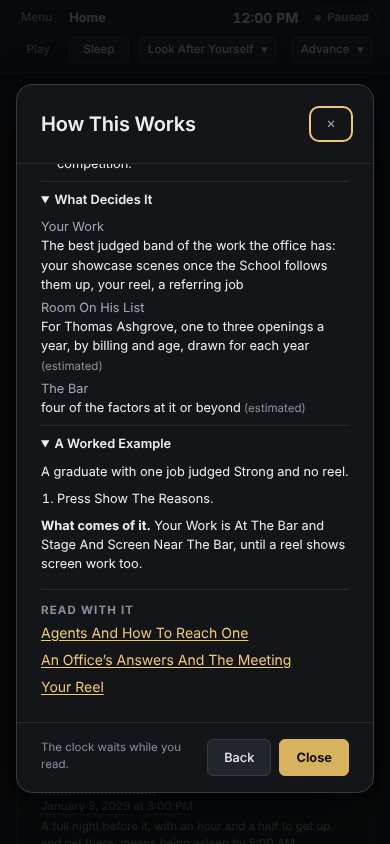 Menu Home 12:00 PM Paused
Play Sleep Look After Yourself Advance
How This Works
×
competition.
What Decides It
Your Work
The best judged band of the work the office has:
your showcase scenes once the School follows
them up, your reel, a referring job
Room On His List
For Thomas Ashgrove, one to three openings a
year, by billing and age, drawn for each year
(estimated)
The Bar
four of the factors at it or beyond (estimated)
A Worked Example
A graduate with one job judged Strong and no reel.
1. Press Show The Reasons.
What comes of it. Your Work is At The Bar and
Stage And Screen Near The Bar, until a reel shows
screen work too.
READ WITH IT
Agents And How To Reach One
An Office’s Answers And The Meeting
Your Reel
The clock waits while you
read.
Back Close
January 9, 2029 at 3:00 PM
A full night before it, with an hour and a half to get up